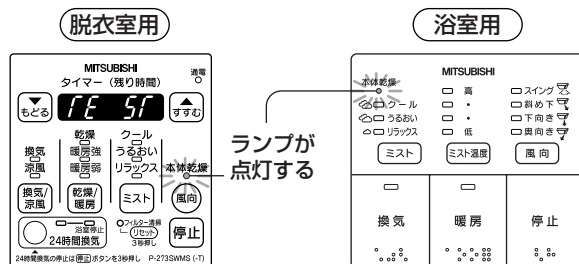 脱衣室用
MITSUBISHI
タイマー（残り時間）
通電
もどる
TE ST
すすむ
換気
涼風
乾燥
暖房強
暖房弱
クール
うるおい
リラックス
本体乾燥
換気/
涼風
乾燥/
暖房
ミスト
風向
浴室停止
24時間換気
フィルター清掃
リセット
3秒押し
停止
24時間換気の停止は停止ボタンを3秒押し P-273SWMS (-T)
ランプが
点灯する
浴室用
MITSUBISHI
本体乾燥
クール
うるおい
リラックス
高
・
・
低
スイング
斜め下
下向き
奥向き
ミスト
ミスト温度
風向
換気
暖房
停止